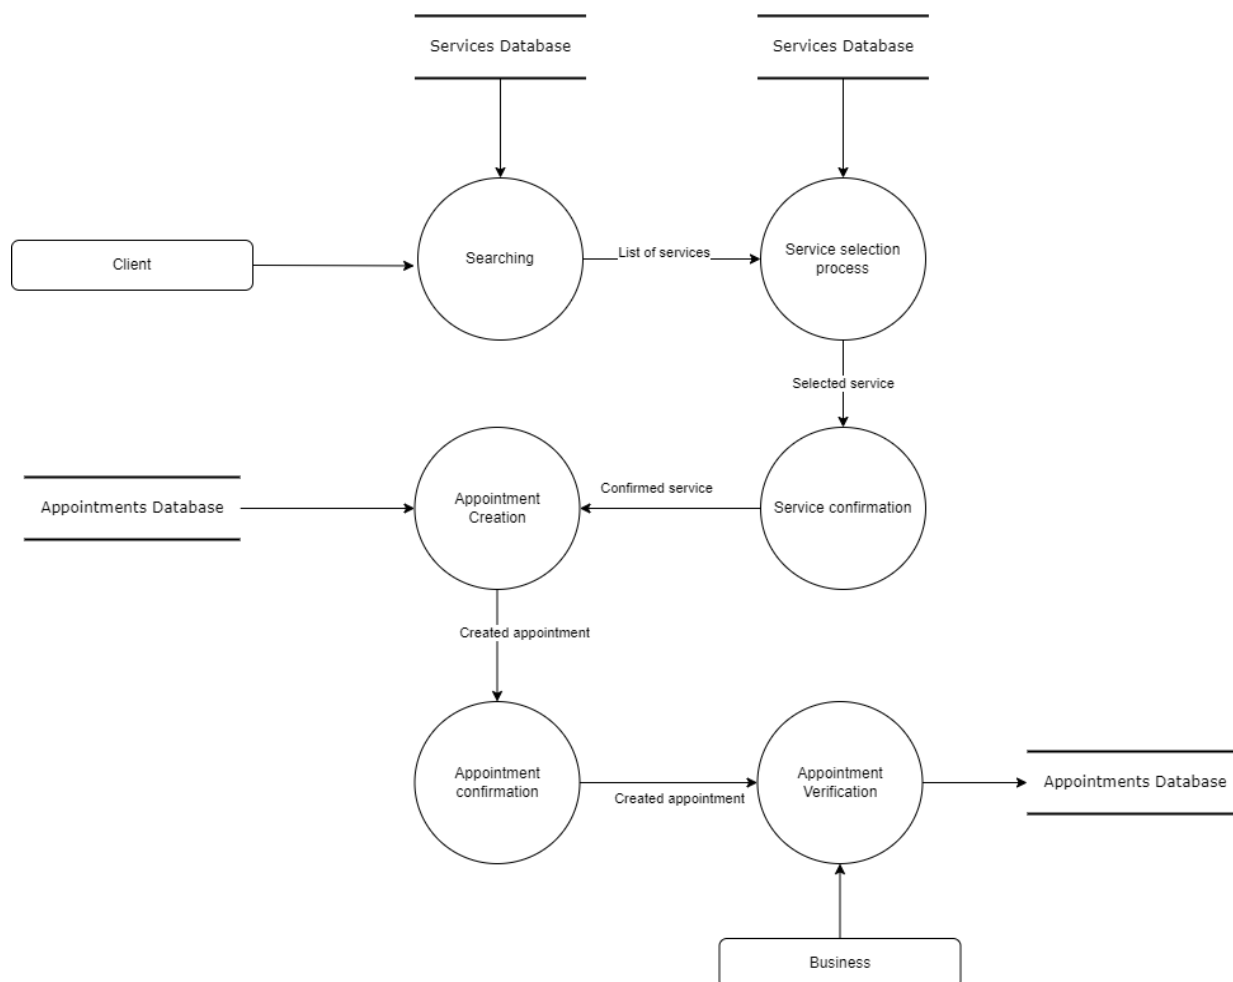 Services Database
Services Database
Client
Searching
List of services
Service selection
process
Selected service
Appointments Database
Appointment
Creation
Confirmed service
Service confirmation
Created appointment
Appointment
confirmation
Created appointment
Appointment
Verification
Appointments Database
Business